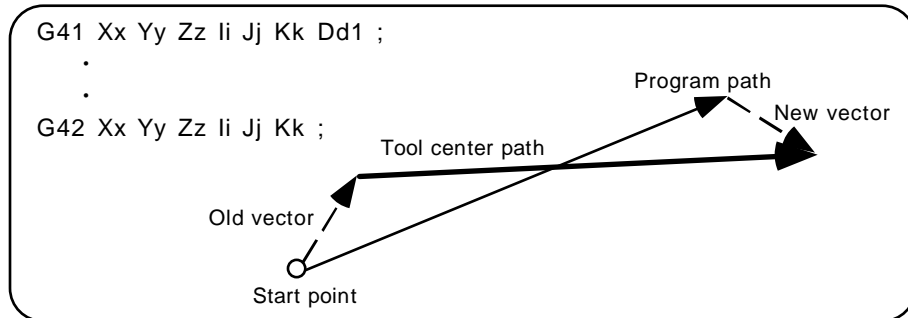 G41 Xx Yy Zz Ii Jj Kk Dd1 ;
.
.
G42 Xx Yy Zz Ii Jj Kk ;
Program path
New vector
Tool center path
Old vector
Start point